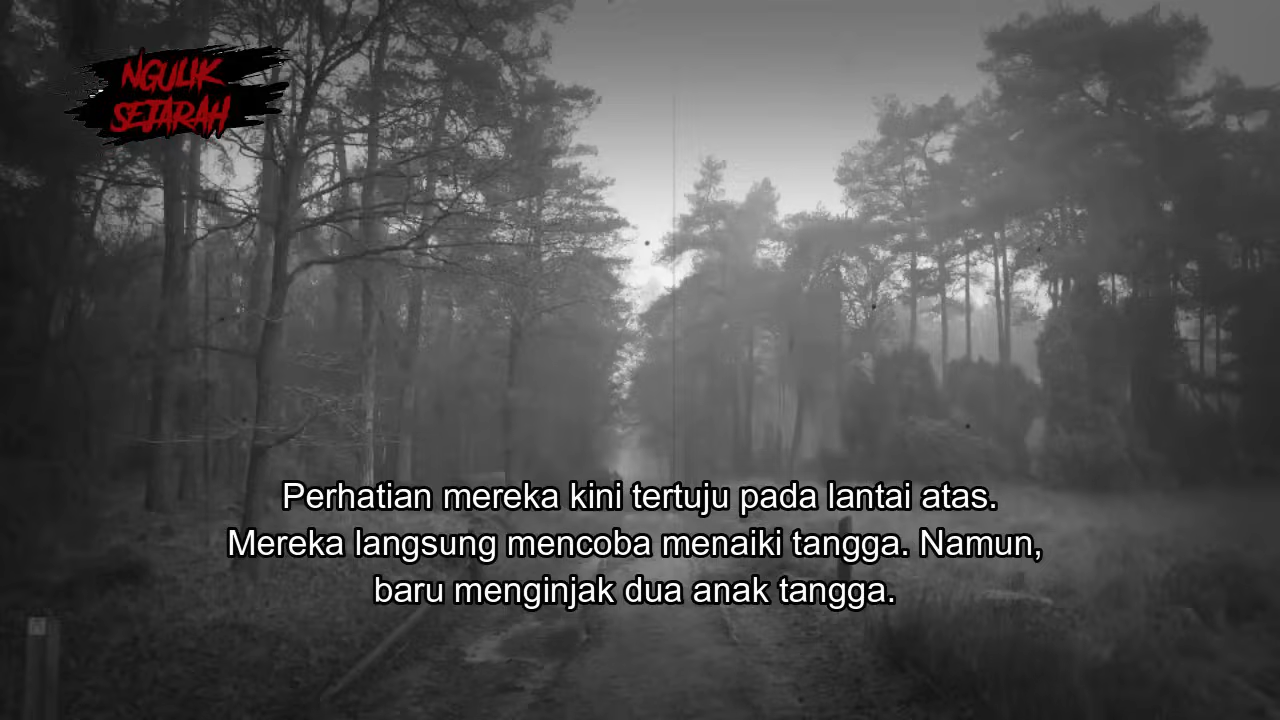 NGULIK
SEJARAH
Perhatian mereka kini tertuju pada lantai atas.
Mereka langsung mencoba menaiki tangga. Namun,
baru menginjak dua anak tangga.